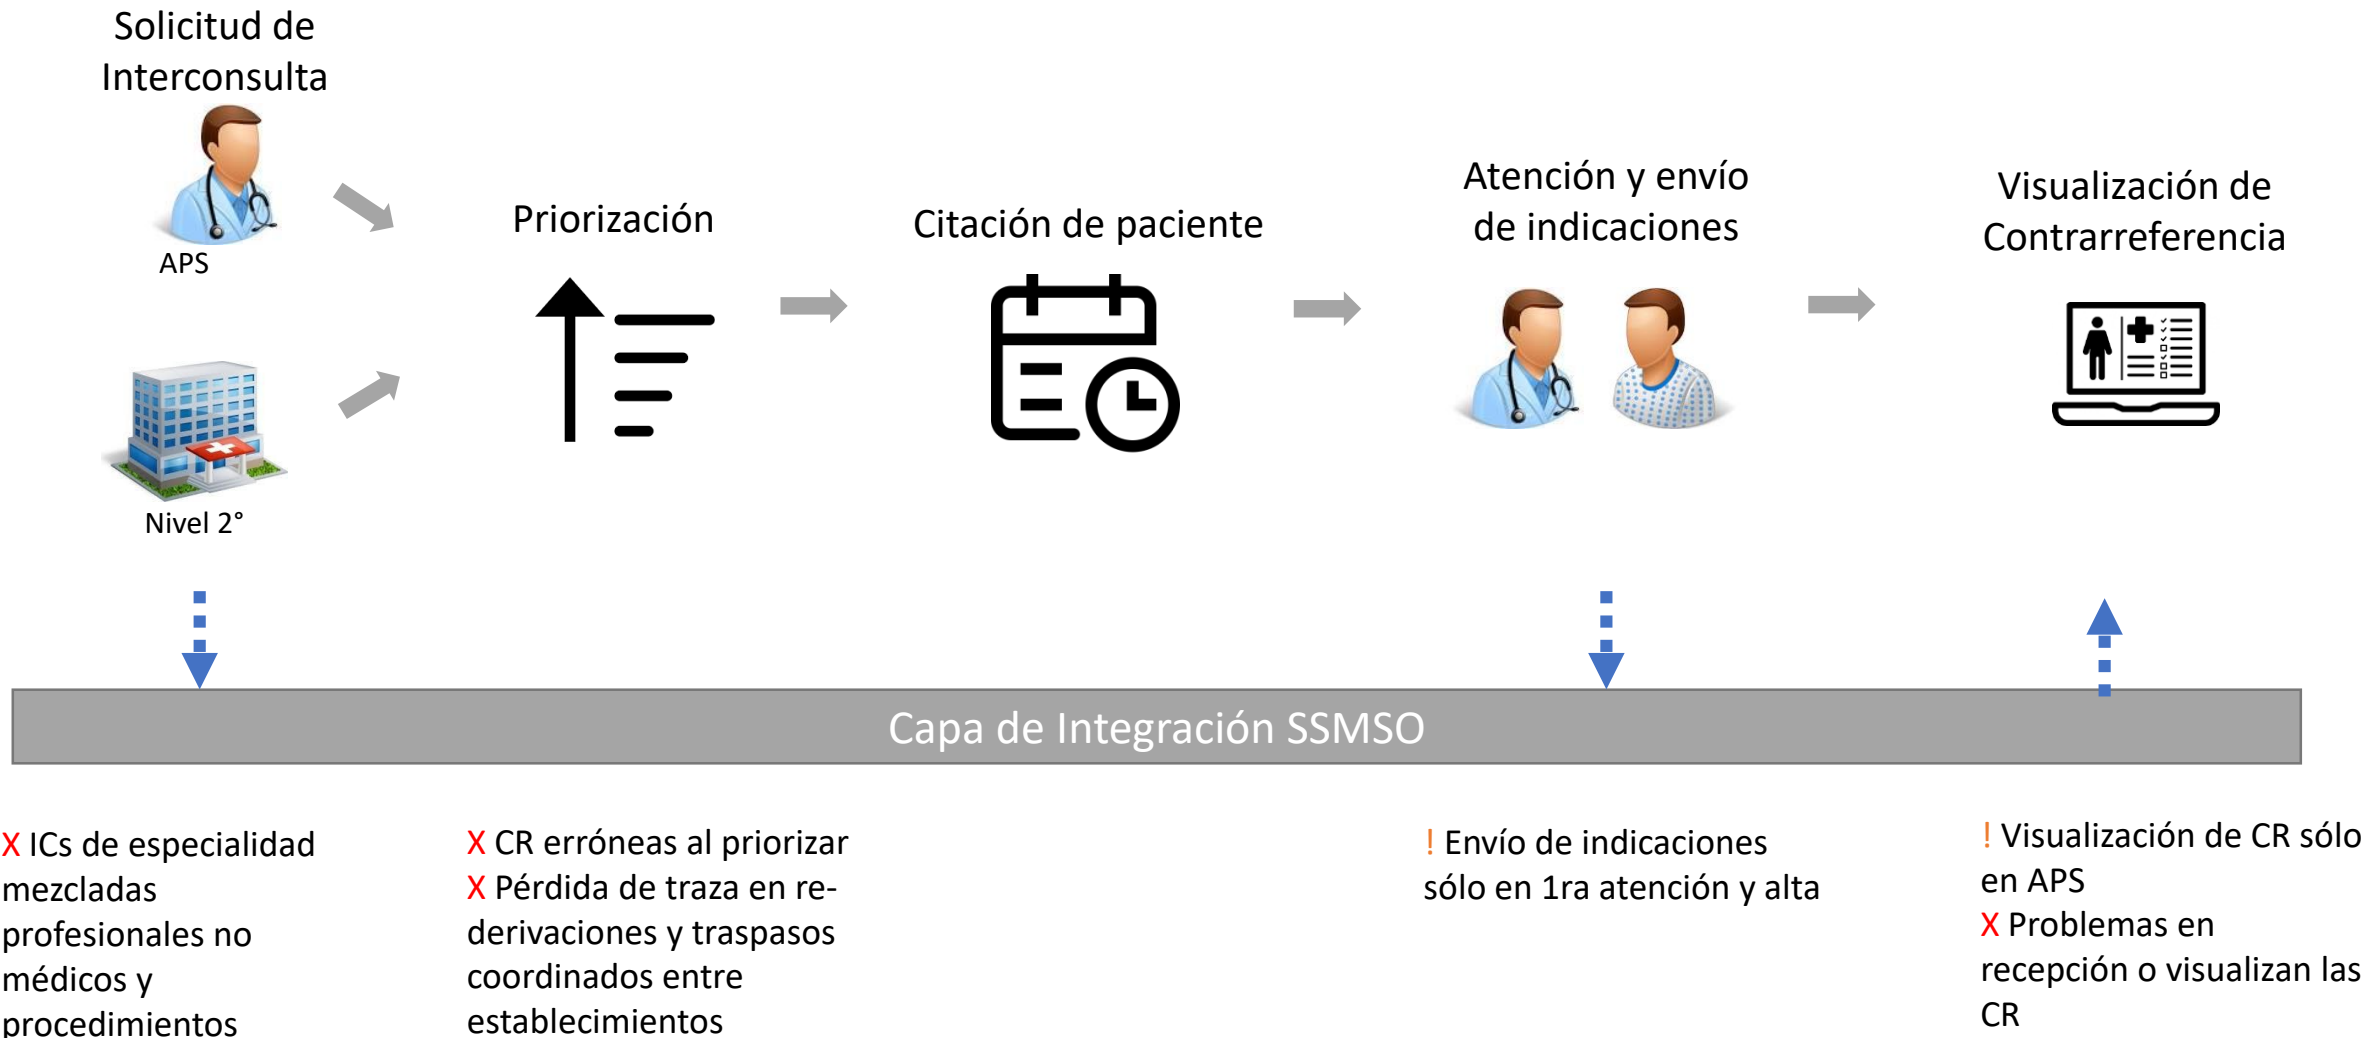 Solicitud de
Interconsulta
APS
Nivel 2°
Priorización
Citación de paciente
Atención y envío
de indicaciones
Visualización de
Contrarreferencia
Capa de Integración SSMSO
X ICs de especialidad
mezcladas
profesionales no
médicos y
procedimientos
X CR erróneas al priorizar
X Pérdida de traza en re-
derivaciones y traspasos
coordinados entre
establecimientos
! Envío de indicaciones
sólo en 1ra atención y alta
! Visualización de CR sólo
en APS
X Problemas en
recepción o visualizan las
CR